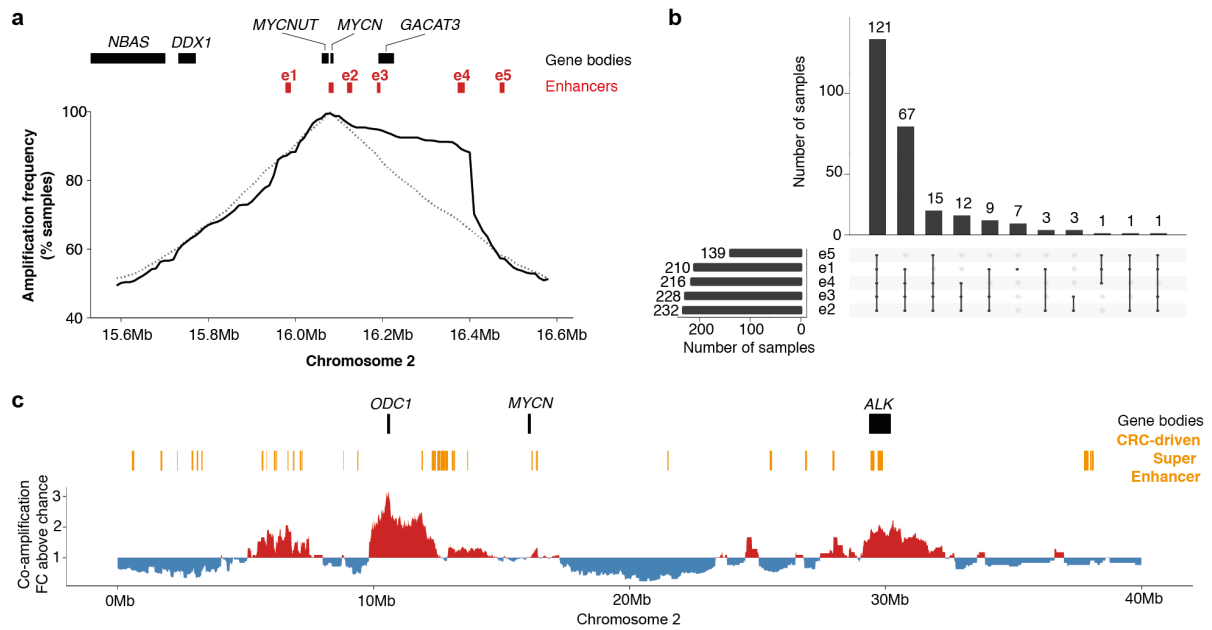 a
MYCNUT MYCN GACAT3
NBAS DDX1
Gene bodies
e1 e2 e3 e4 e5
Enhancers
Amplification frequency
(% samples)
100
80
60
40
15.6Mb 15.8Mb 16.0Mb 16.2Mb 16.4Mb 16.6Mb
Chromosome 2
b
Number of samples
100
50
0
121 67 15 12 9 7 3 3 1 1 1
139 e5
210 e1
216 e4
228 e3
232 e2
200 100 0
Number of samples
c
ODC1 MYCN ALK
Gene bodies
CRC-driven
Super
Enhancer
Co-amplification
FC above chance
3
2
1
0Mb 10Mb 20Mb 30Mb 40Mb
Chromosome 2